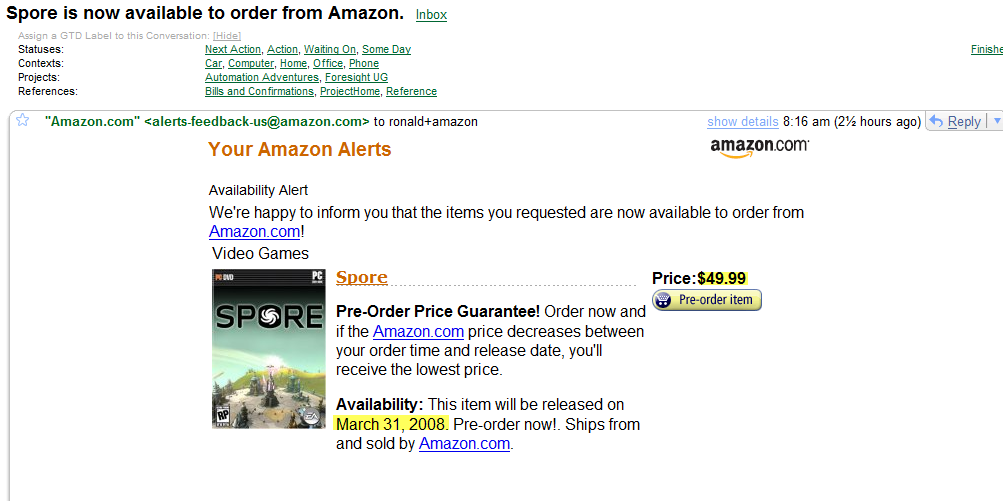 Spore is now available to order from Amazon. Inbox
Assign a GTD Label to this Conversation: [Hide]
Statuses: Next Action, Action, Waiting On, Some Day Finishe
Contexts: Car, Computer, Home, Office, Phone
Projects: Automation Adventures, Foresight UG
References: Bills and Confirmations, ProjectHome, Reference
"Amazon.com" <alerts-feedback-us@amazon.com> to ronald+amazon show details 8:16 am (2½ hours ago) Reply
Your Amazon Alerts amazon.com
Availability Alert
We're happy to inform you that the items you requested are now available to order from
Amazon.com!
Video Games
PC DVD PC
SPORE
RP
EA
Spore Price:$49.99
Pre-order item
Pre-Order Price Guarantee! Order now and
if the Amazon.com price decreases between
your order time and release date, you'll
receive the lowest price.
Availability: This item will be released on
March 31, 2008. Pre-order now!. Ships from
and sold by Amazon.com.